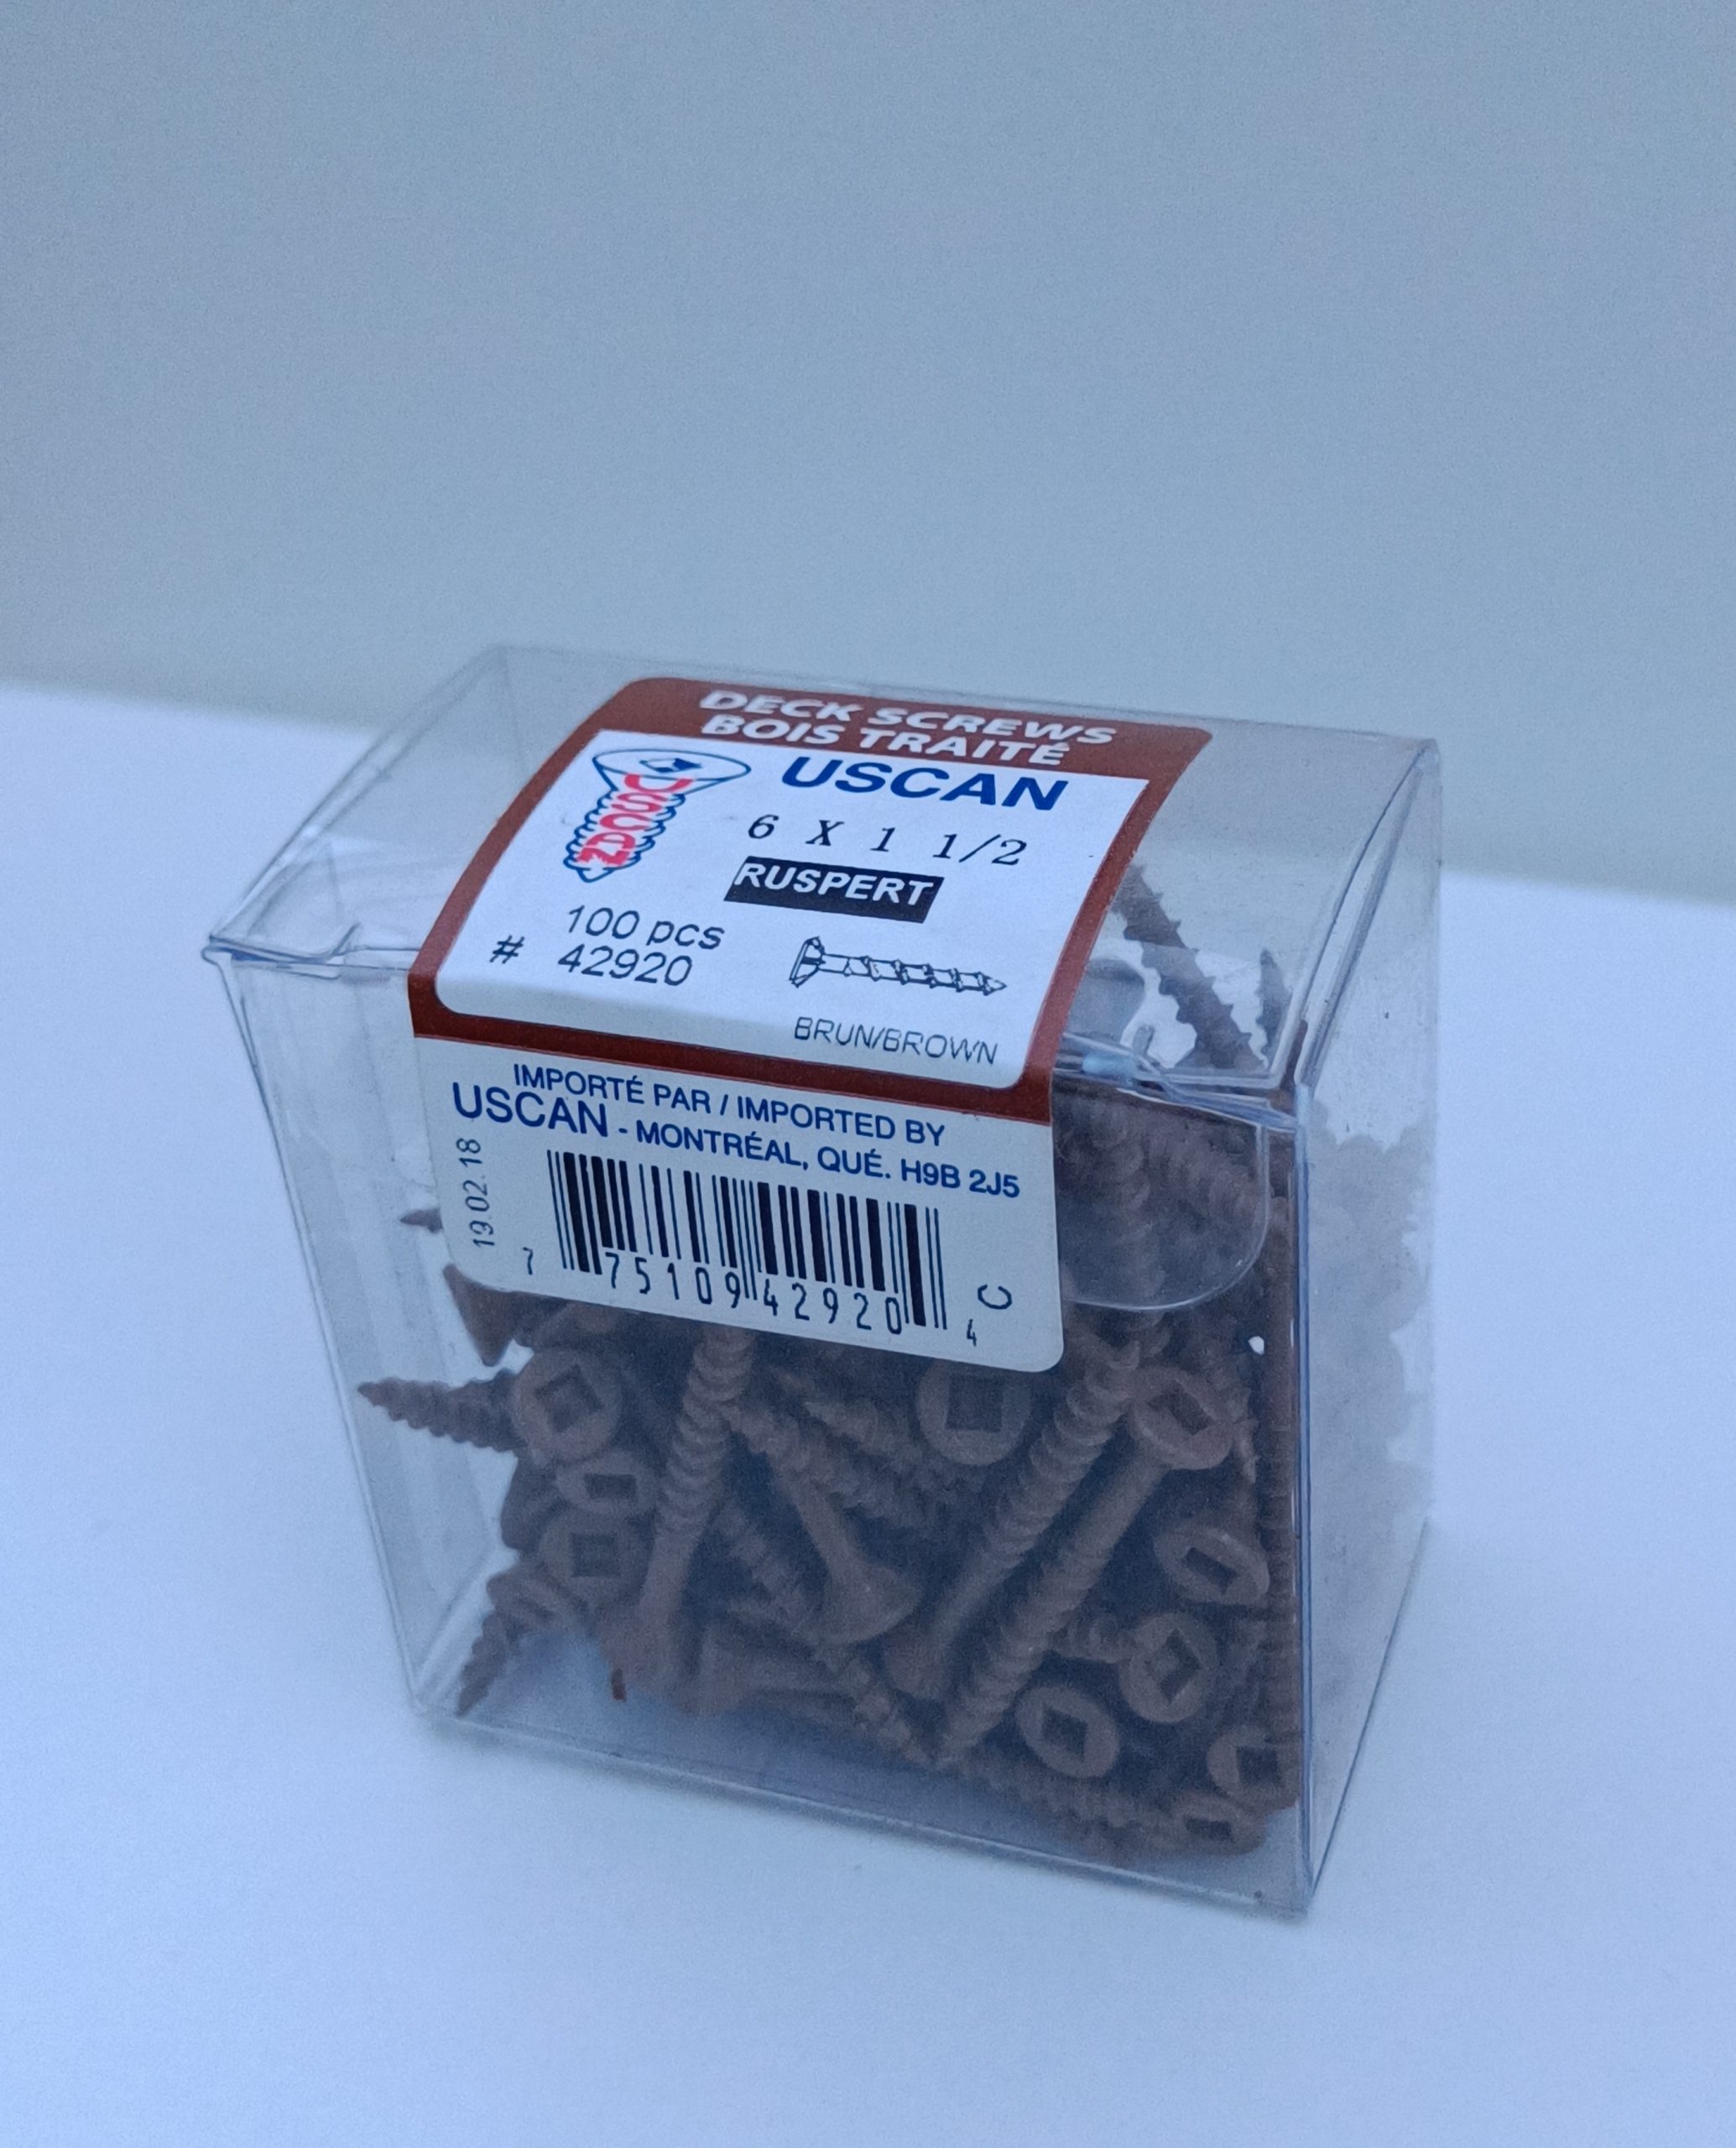 DECK SCREWS
BOIS TRAITÉ
USCAN
USCAN
6 X 1 1/2
RUSPERT
100 pcs
# 42920
BRUN/BROWN
IMPORTÉ PAR / IMPORTED BY
USCAN - MONTRÉAL, QUÉ. H9B 2J5
19.02.18
7 75109 42920 4
C